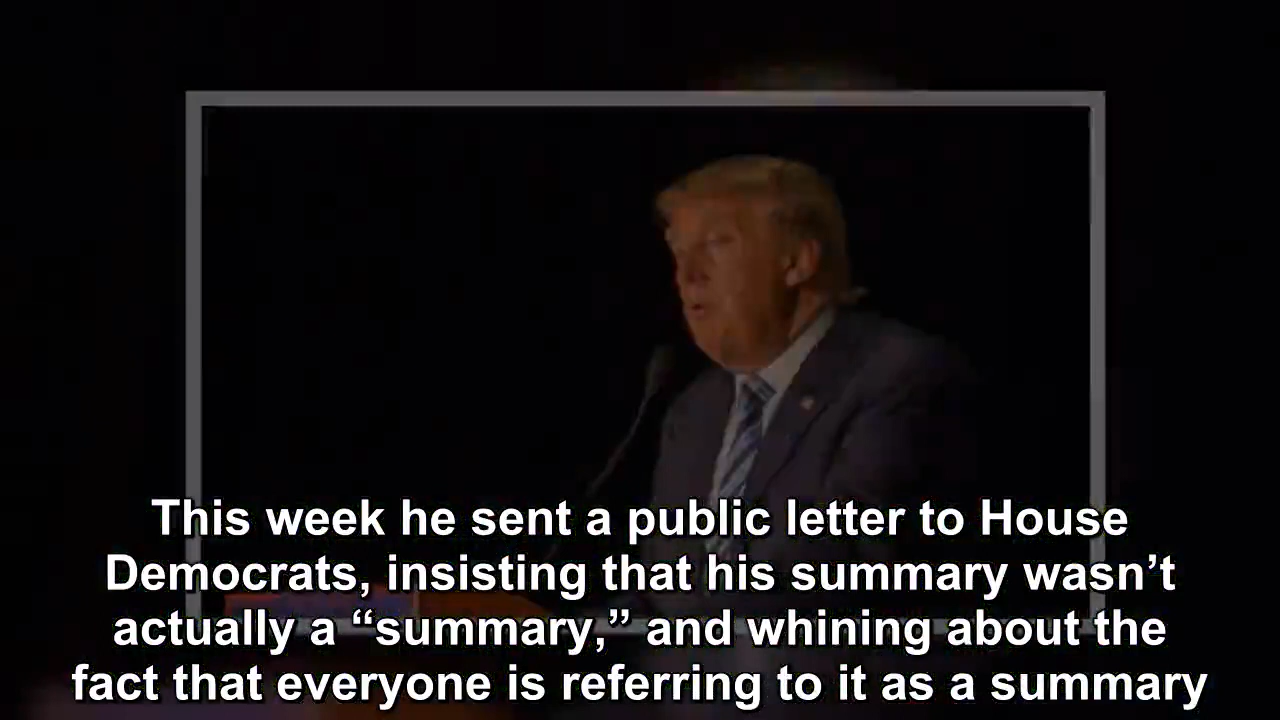 This week he sent a public letter to House
Democrats, insisting that his summary wasn’t
actually a “summary,” and whining about the
fact that everyone is referring to it as a summary